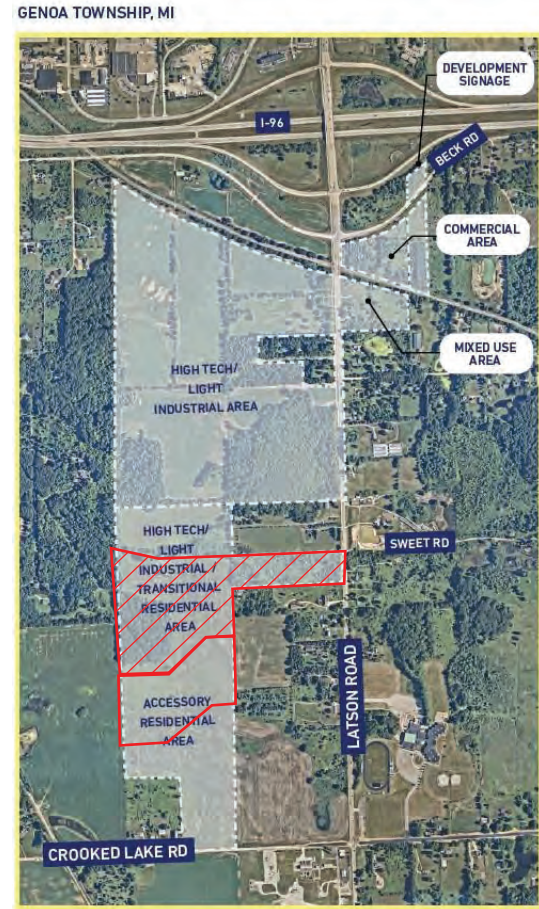 GENOA TOWNSHIP, MI
DEVELOPMENT
SIGNAGE
I-96
BECK RD
COMMERCIAL
AREA
MIXED USE
AREA
HIGH TECH/
LIGHT
INDUSTRIAL AREA
HIGH TECH/
LIGHT
INDUSTRIAL /
TRANSITIONAL
RESIDENTIAL
AREA
SWEET RD
LATSON ROAD
ACCESSORY
RESIDENTIAL
AREA
CROOKED LAKE RD